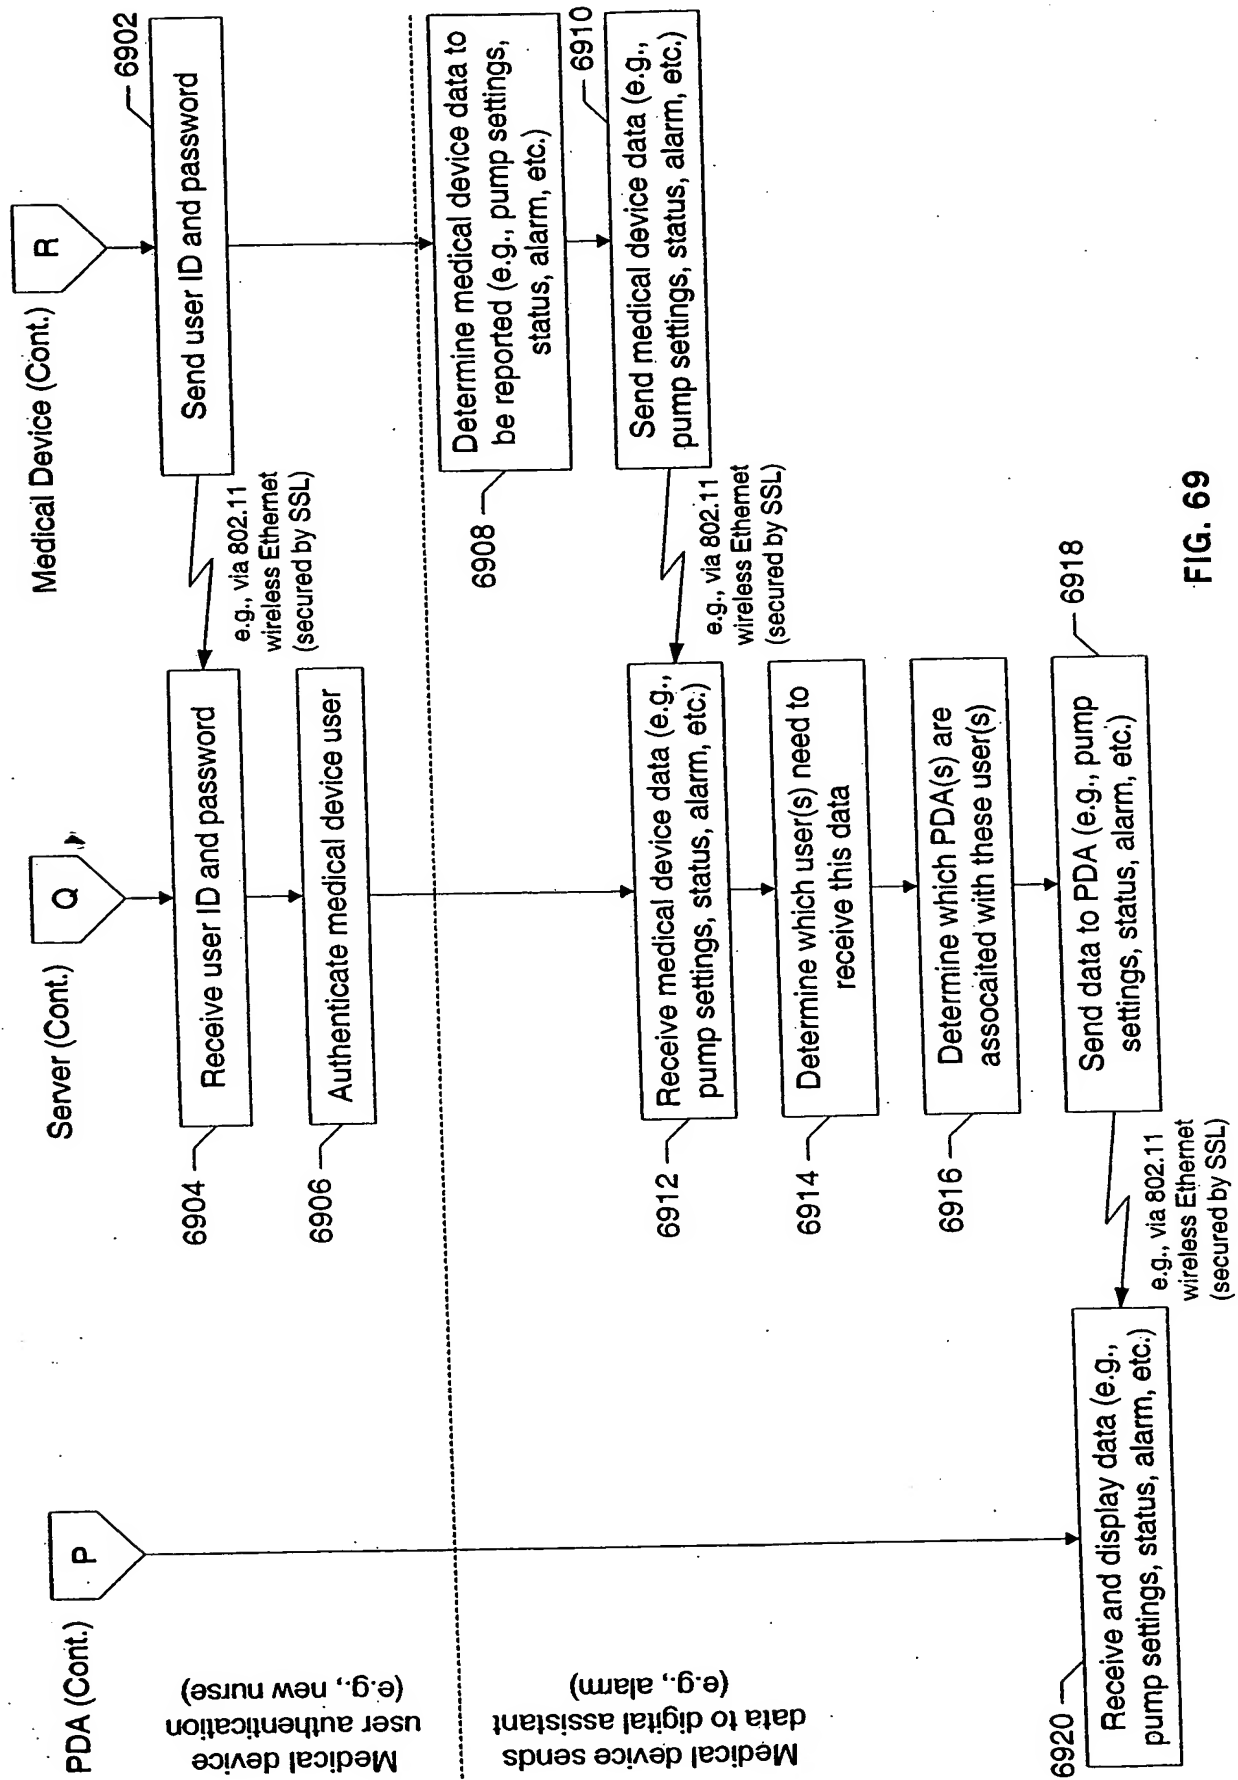 PDA (Cont.)
P
Server (Cont.)
Q
Medical Device (Cont.)
R
Medical device
user authentication
(e.g., new nurse)
6902
Send user ID and password
e.g., via 802.11
wireless Ethernet
(secured by SSL)
6904
Receive user ID and password
6906
Authenticate medical device user
Medical device sends
data to digital assistant
(e.g., alarm)
6908
Determine medical device data to
be reported (e.g., pump settings,
status, alarm, etc.)
6910
Send medical device data (e.g.,
pump settings, status, alarm, etc.)
e.g., via 802.11
wireless Ethernet
(secured by SSL)
6912
Receive medical device data (e.g.,
pump settings, status, alarm, etc.)
6914
Determine which user(s) need to
receive this data
6916
Determine which PDA(s) are
assocaited with these user(s)
6918
Send data to PDA (e.g., pump
settings, status, alarm, etc.)
e.g., via 802.11
wireless Ethernet
(secured by SSL)
6920
Receive and display data (e.g.,
pump settings, status, alarm, etc.)
FIG. 69